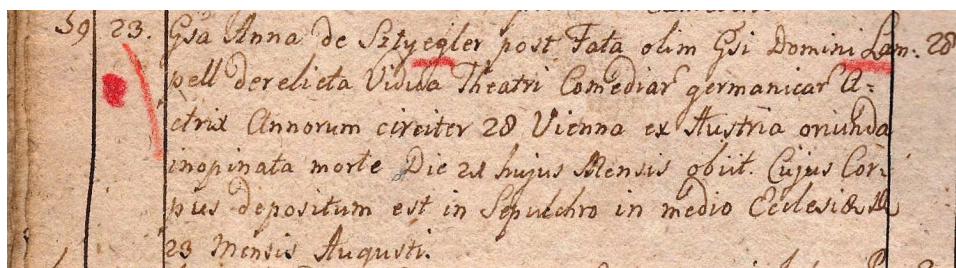 59 23. Gsa Anna de Sztyegler post Fata olim Gsi Domini Lam: 28
pell derelicta Vidua Theatri Comediar germanicar A-
ctrix Annorum circiter 28 Vienna ex Austria oriunda
inopinata morte Die 21 hujus Mensis obiit. Cujus Cor-
pus depositum est in Sepulchro in medio Ecclesiæ
23 Mensis Augusti.